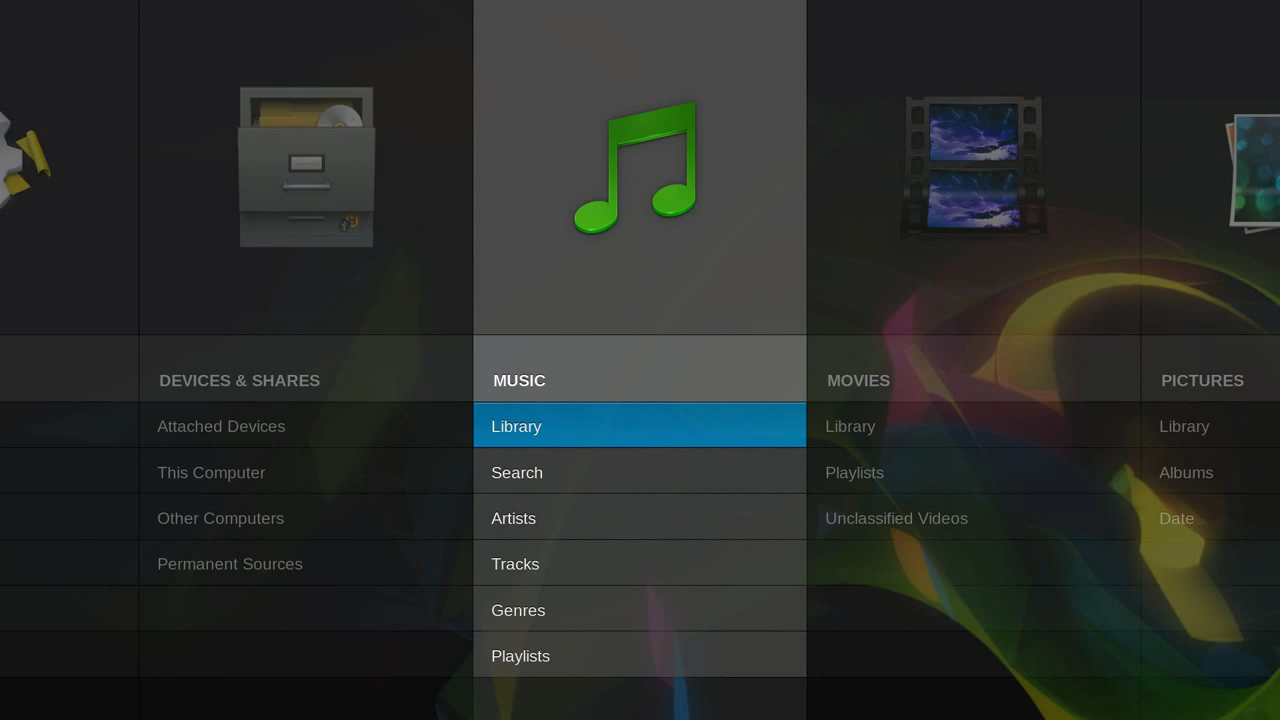 DEVICES & SHARES
Attached Devices
This Computer
Other Computers
Permanent Sources
MUSIC
Library
Search
Artists
Tracks
Genres
Playlists
MOVIES
Library
Playlists
Unclassified Videos
PICTURES
Library
Albums
Date